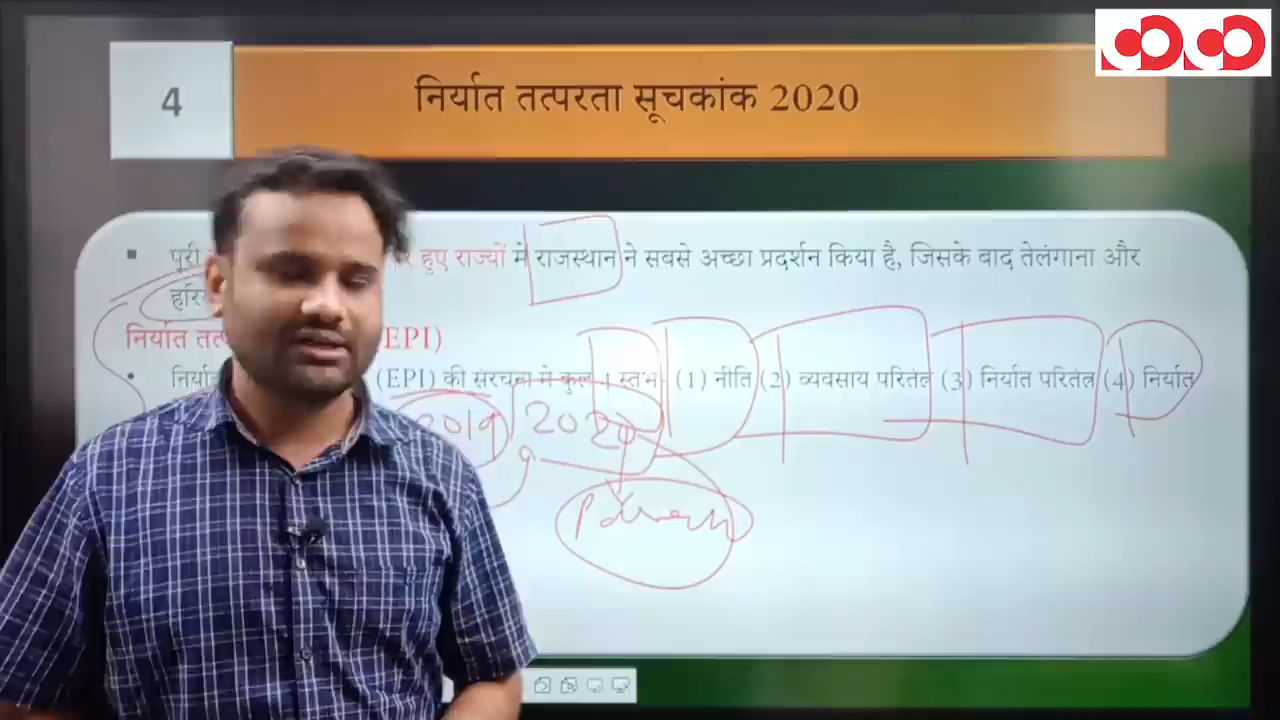 4
निर्यात तत्परता सूचकांक 2020
पूरी हुए राज्यों में राजस्थान ने सबसे अच्छा प्रदर्शन किया है, जिसके बाद तेलंगाना और
निर्यात (EPI)
(EPI) की संरचना में कुल 4 स्तंभ- (1) नीति (2) व्यवसाय परितंत्र (3) निर्यात परितंत्र (4) निर्यात
2019 2020